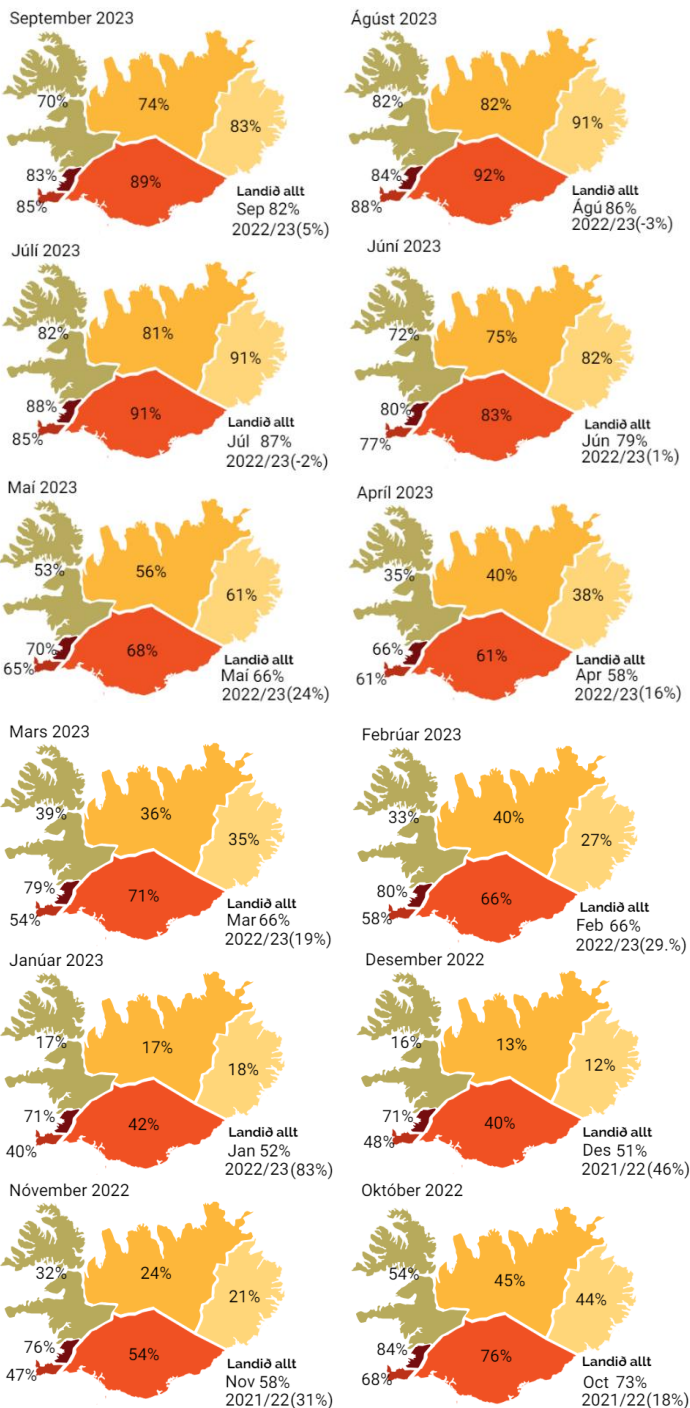 September 2023
70%
74%
83%
83%
89%
85%
Landið allt
Sep 82%
2022/23(5%)
Ágúst 2023
82%
82%
91%
84%
92%
88%
Landið allt
Ágú 86%
2022/23(-3%)
Júlí 2023
82%
81%
91%
88%
91%
85%
Landið allt
Júl 87%
2022/23(-2%)
Júní 2023
72%
75%
82%
80%
83%
77%
Landið allt
Jún 79%
2022/23(1%)
Maí 2023
53%
56%
61%
70%
68%
65%
Landið allt
Maí 66%
2022/23(24%)
Apríl 2023
35%
40%
38%
66%
61%
61%
Landið allt
Apr 58%
2022/23(16%)
Mars 2023
39%
36%
35%
79%
71%
54%
Landið allt
Mar 66%
2022/23(19%)
Febrúar 2023
33%
40%
27%
80%
66%
58%
Landið allt
Feb 66%
2022/23(29.%)
Janúar 2023
17%
17%
18%
71%
42%
40%
Landið allt
Jan 52%
2022/23(83%)
Desember 2022
16%
13%
12%
71%
40%
48%
Landið allt
Des 51%
2021/22(46%)
Nóvember 2022
32%
24%
21%
76%
54%
47%
Landið allt
Nov 58%
2021/22(31%)
Október 2022
54%
45%
44%
84%
76%
68%
Landið allt
Oct 73%
2021/22(18%)